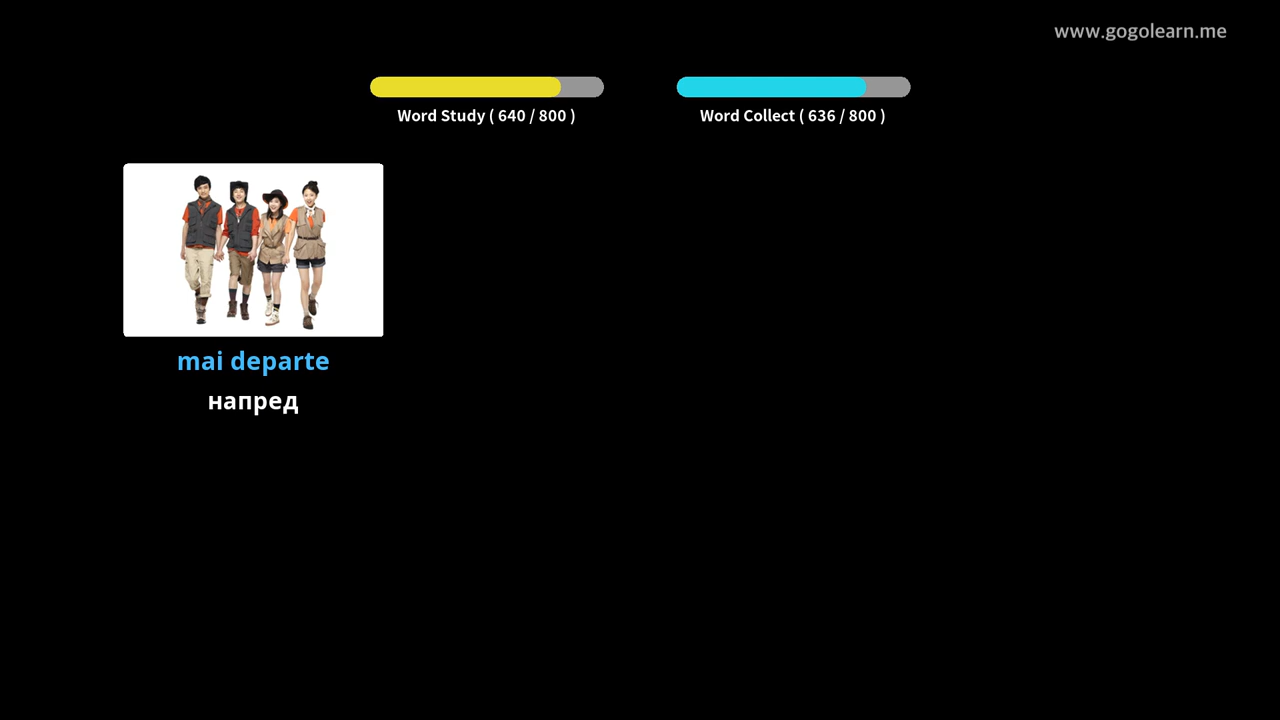 www.gogolearn.me
Word Study ( 640 / 800 )
Word Collect ( 636 / 800 )
mai departe
напред